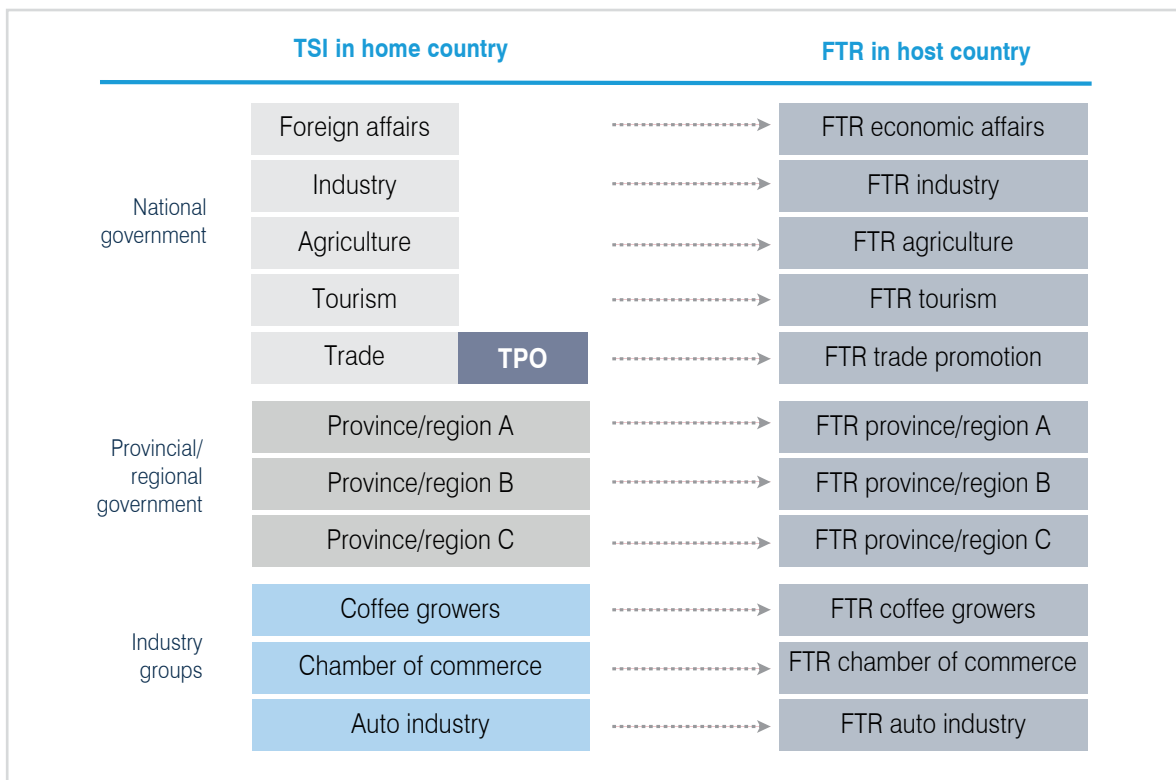 TSI in home country
FTR in host country
National
government
Foreign affairs
FTR economic affairs
Industry
FTR industry
Agriculture
FTR agriculture
Tourism
FTR tourism
Trade
TPO
FTR trade promotion
Provincial/
regional
government
Province/region A
FTR province/region A
Province/region B
FTR province/region B
Province/region C
FTR province/region C
Industry
groups
Coffee growers
FTR coffee growers
Chamber of commerce
FTR chamber of commerce
Auto industry
FTR auto industry